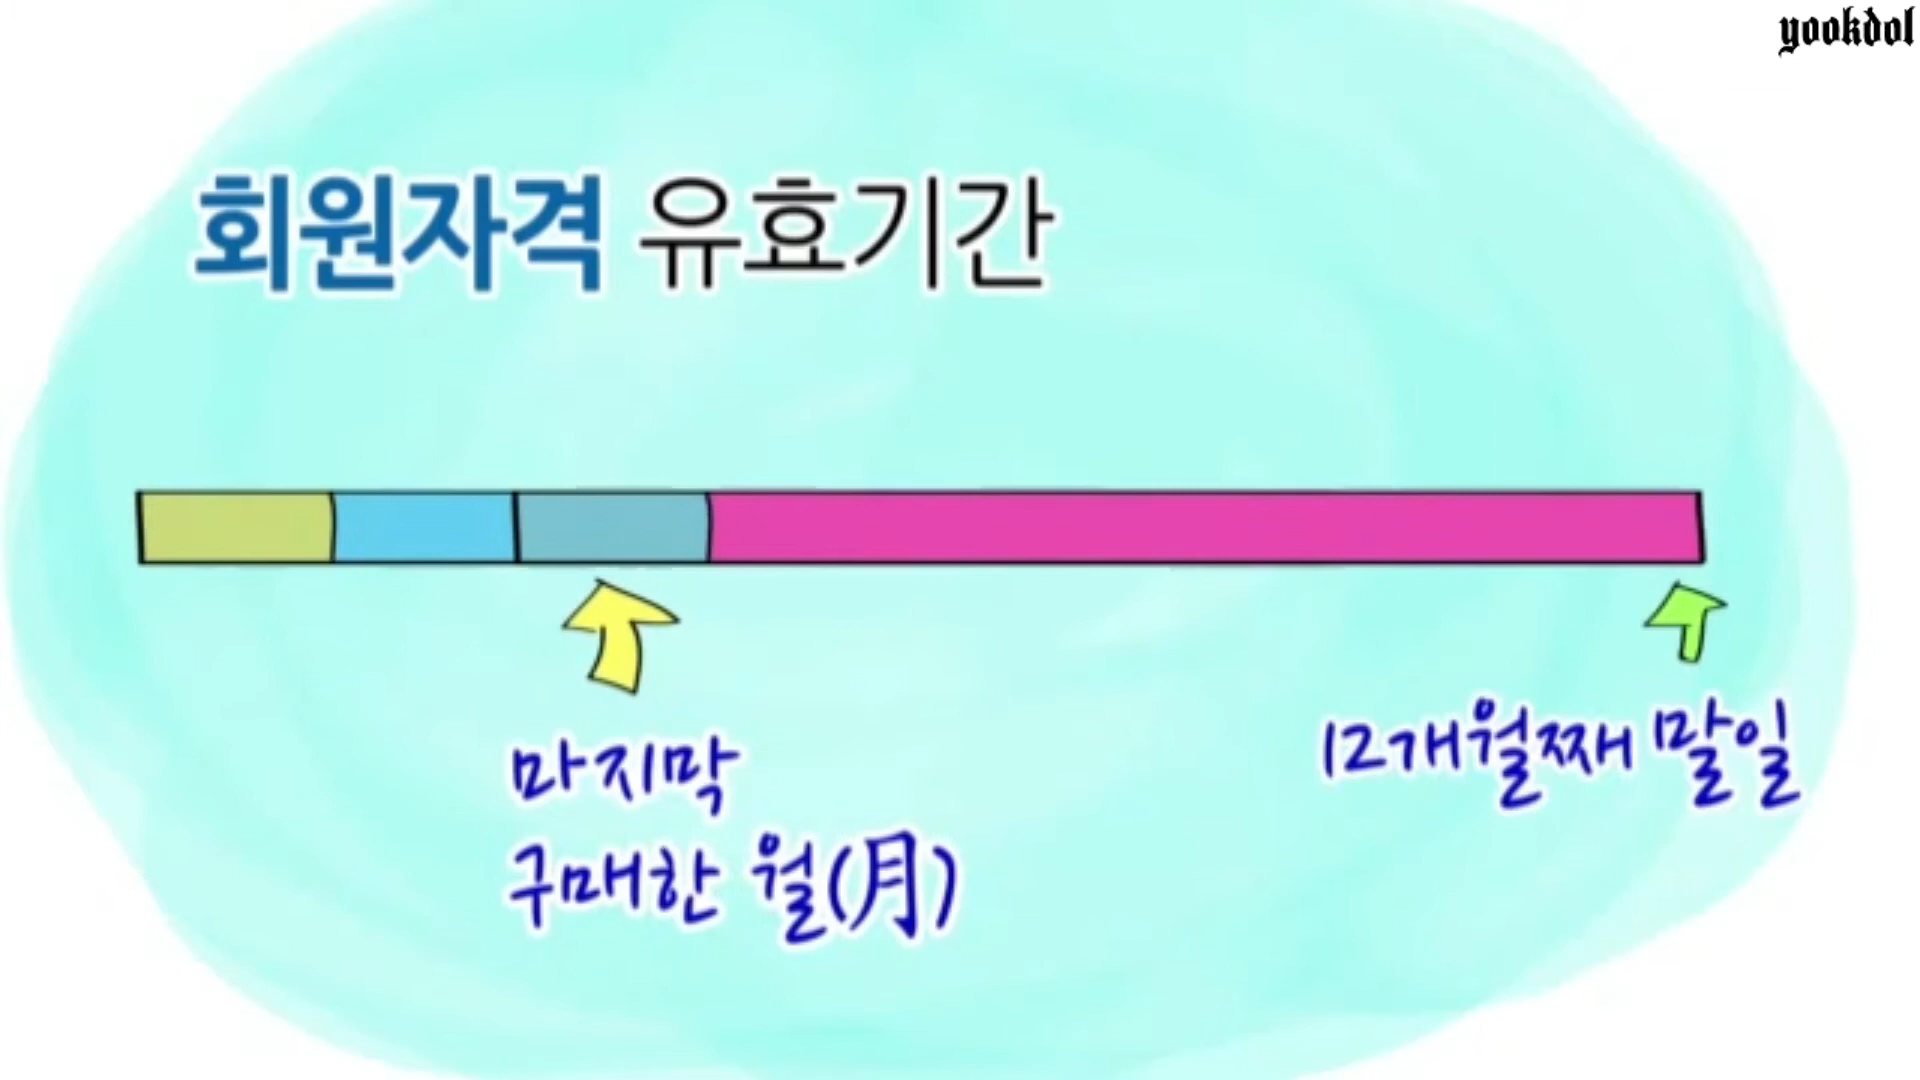 yookdol
회원자격 유효기간
마지막
구매한 월(月)
12개월째 말일